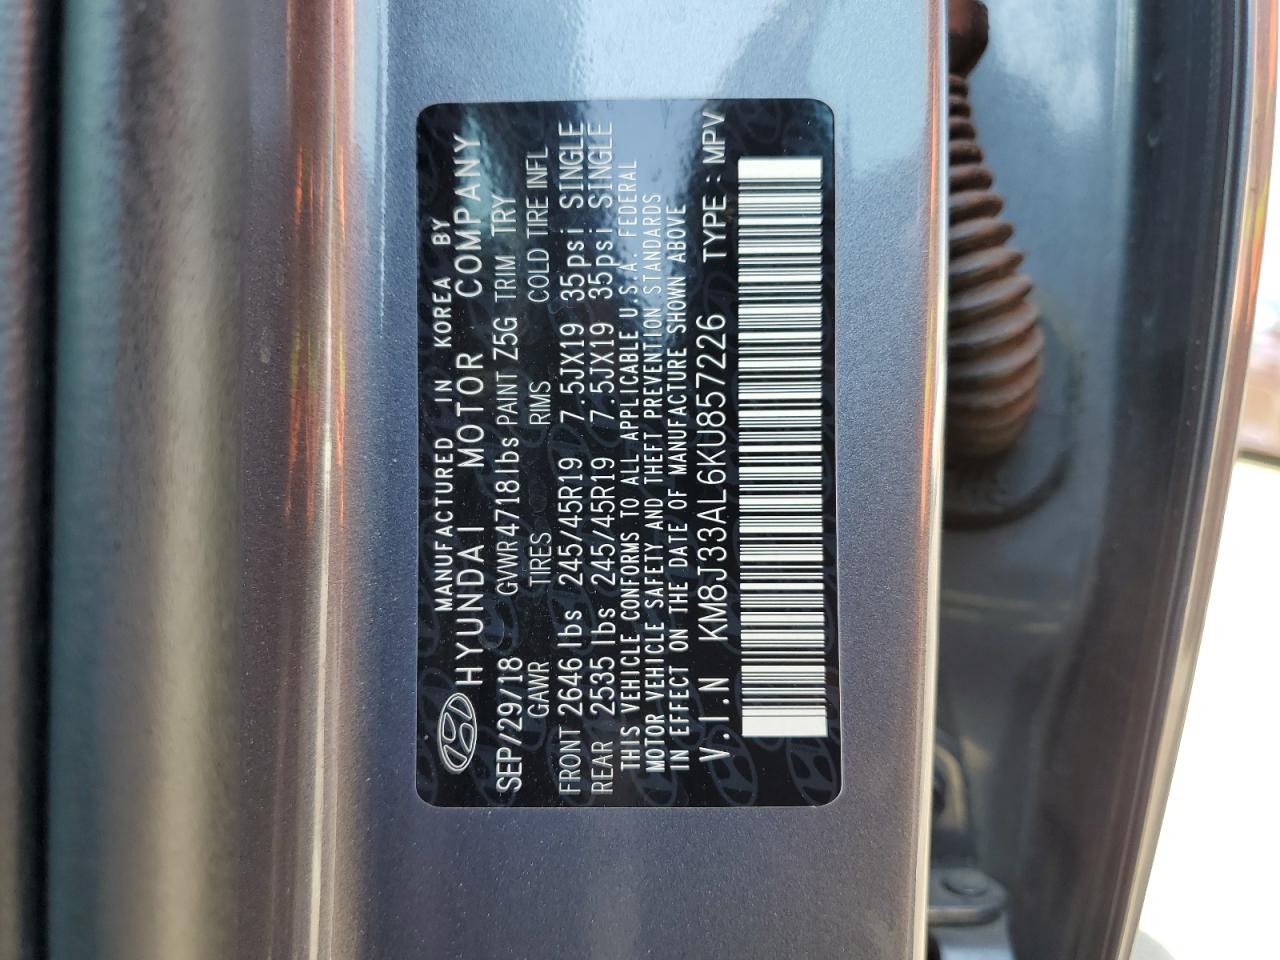 MANUFACTURED IN KOREA BY
HYUNDAI MOTOR COMPANY
SEP/29/18 GVWR4718lbs PAINT Z5G TRIM TRY
GAWR TIRES RIMS COLD TIRE INFL
FRONT 2646 lbs 245/45R19 7.5JX19 35psi SINGLE
REAR 2535 lbs 245/45R19 7.5JX19 35psi SINGLE
THIS VEHICLE CONFORMS TO ALL APPLICABLE U.S.A. FEDERAL
MOTOR VEHICLE SAFETY AND THEFT PREVENTION STANDARDS
IN EFFECT ON THE DATE OF MANUFACTURE SHOWN ABOVE
V.I.N KM8J33AL6KU857226 TYPE : MPV